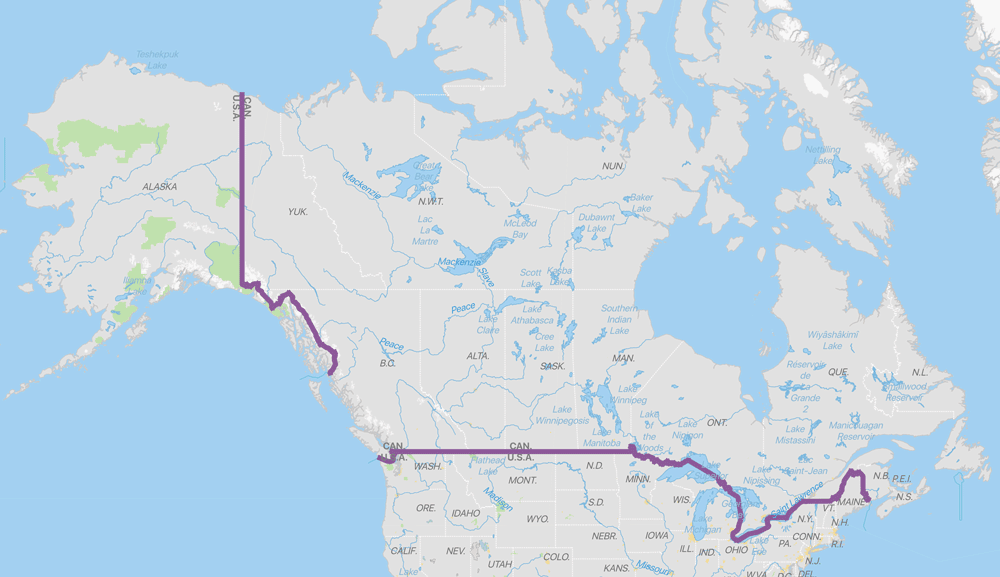 Teshekpuk
Lake
CAN.
U.S.A.
ALASKA
YUK.
Mackenzie
Great
Bear
Lake
N.W.T.
NUN.
Nettilling
Lake
Lac
La
Martre
McLeod
Bay
Dubawnt
Lake
Baker
Lake
Mackenzie
Slave
Scott
Lake
Kasba
Lake
Iliamna
Lake
Peace
Lake
Claire
Lake
Athabasca
Cree
Lake
Southern
Indian
Lake
Peace
B.C.
ALTA.
SASK.
MAN.
Wiyâshâkimî
Lake
Réservoir
de
Grande
2
QUE.
N.L.
Smallwood
Reservoir
Lake
Winnipeg
Lake
Winnipegosis
Lake
Manitoba
Lake
of
the
Woods
Lake
Nipigon
ONT.
Lake
Mistassini
Manicouagan
Reservoir
CAN.
U.S.A.
CAN.
U.S.A.
WASH.
Flathead
Lake
MONT.
N.D.
MINN.
Lake
Nipissing
Lac
Saint-Jean
N.B.
P.E.I.
N.S.
MAINE
Saint Lawrence
VT.
N.H.
N.Y.
CONN.
R.I.
PA.
N.J.
DEL.
D.C.
W.VA.
OHIO
Lake
Erie
IND.
ILL.
Lake
Michigan
WIS.
IOWA
S.D.
NEBR.
WYO.
Madison
IDAHO
ORE.
CALIF.
NEV.
UTAH
COLO.
KANS.
Missouri
Lake